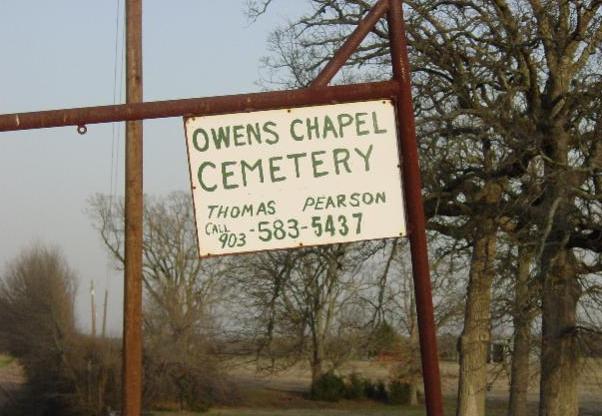 OWENS CHAPEL
CEMETERY
THOMAS PEARSON
CALL 903-583-5437